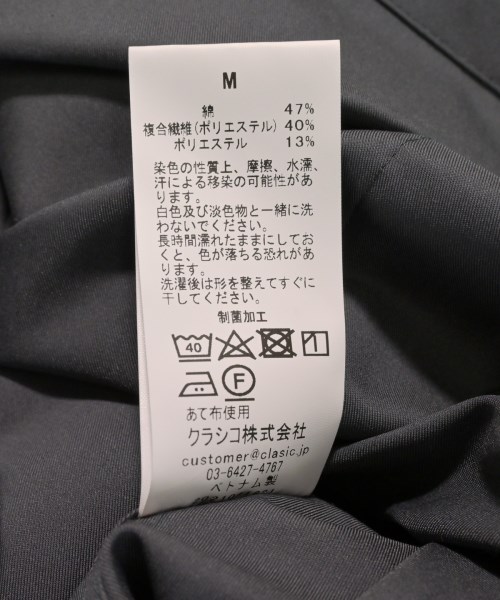 M
綿 47%
複合繊維(ポリエステル) 40%
ポリエステル 13%
染色の性質上、摩擦、水濡、
汗による移染の可能性があ
ります。
白色及び淡色物と一緒に洗
わないでください。
長時間濡れたままにしてお
くと、色が落ちる恐れがあ
ります。
洗濯後は形を整えてすぐに
干してください。
制菌加工
40
F
あて布使用
クラシコ株式会社
customer@clasic.jp
03-6427-4767
ベトナム製